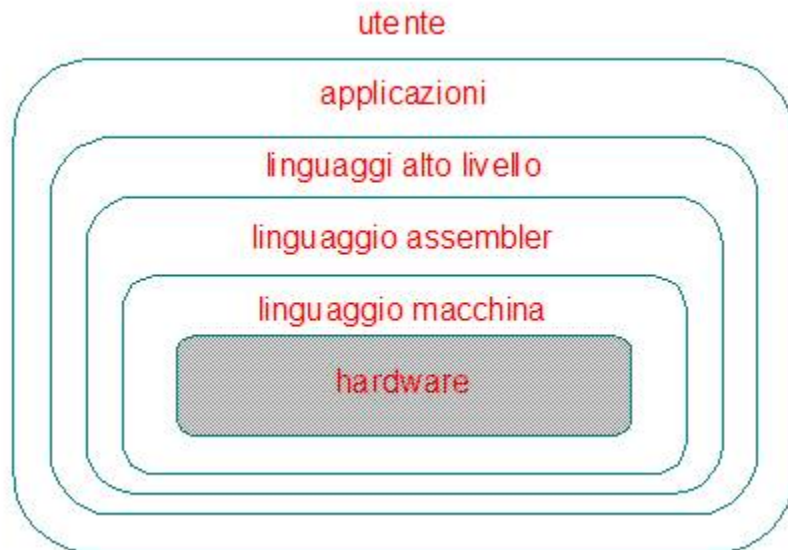 utente
applicazioni
linguaggi alto livello
linguaggio assembler
linguaggio macchina
hardware